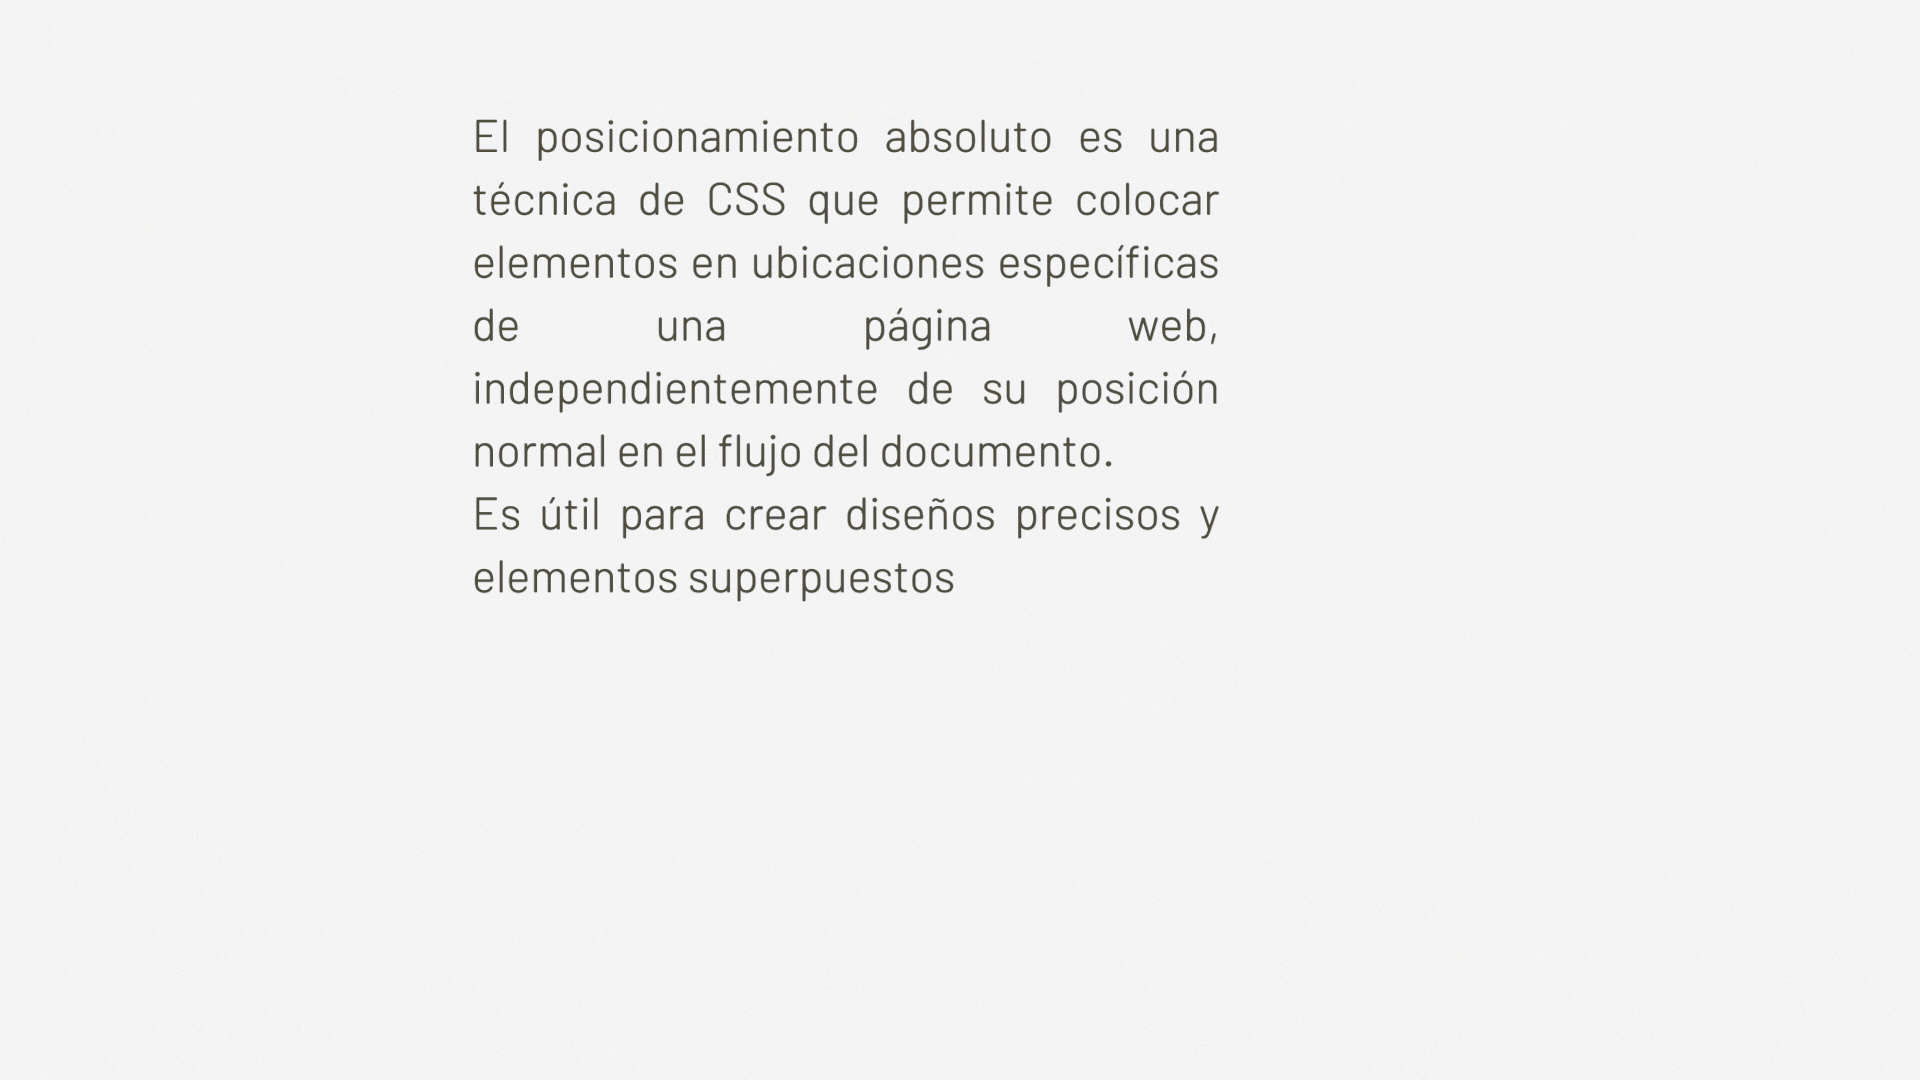 El posicionamiento absoluto es una
técnica de CSS que permite colocar
elementos en ubicaciones específicas
de una página web,
independientemente de su posición
normal en el flujo del documento.
Es útil para crear diseños precisos y
elementos superpuestos